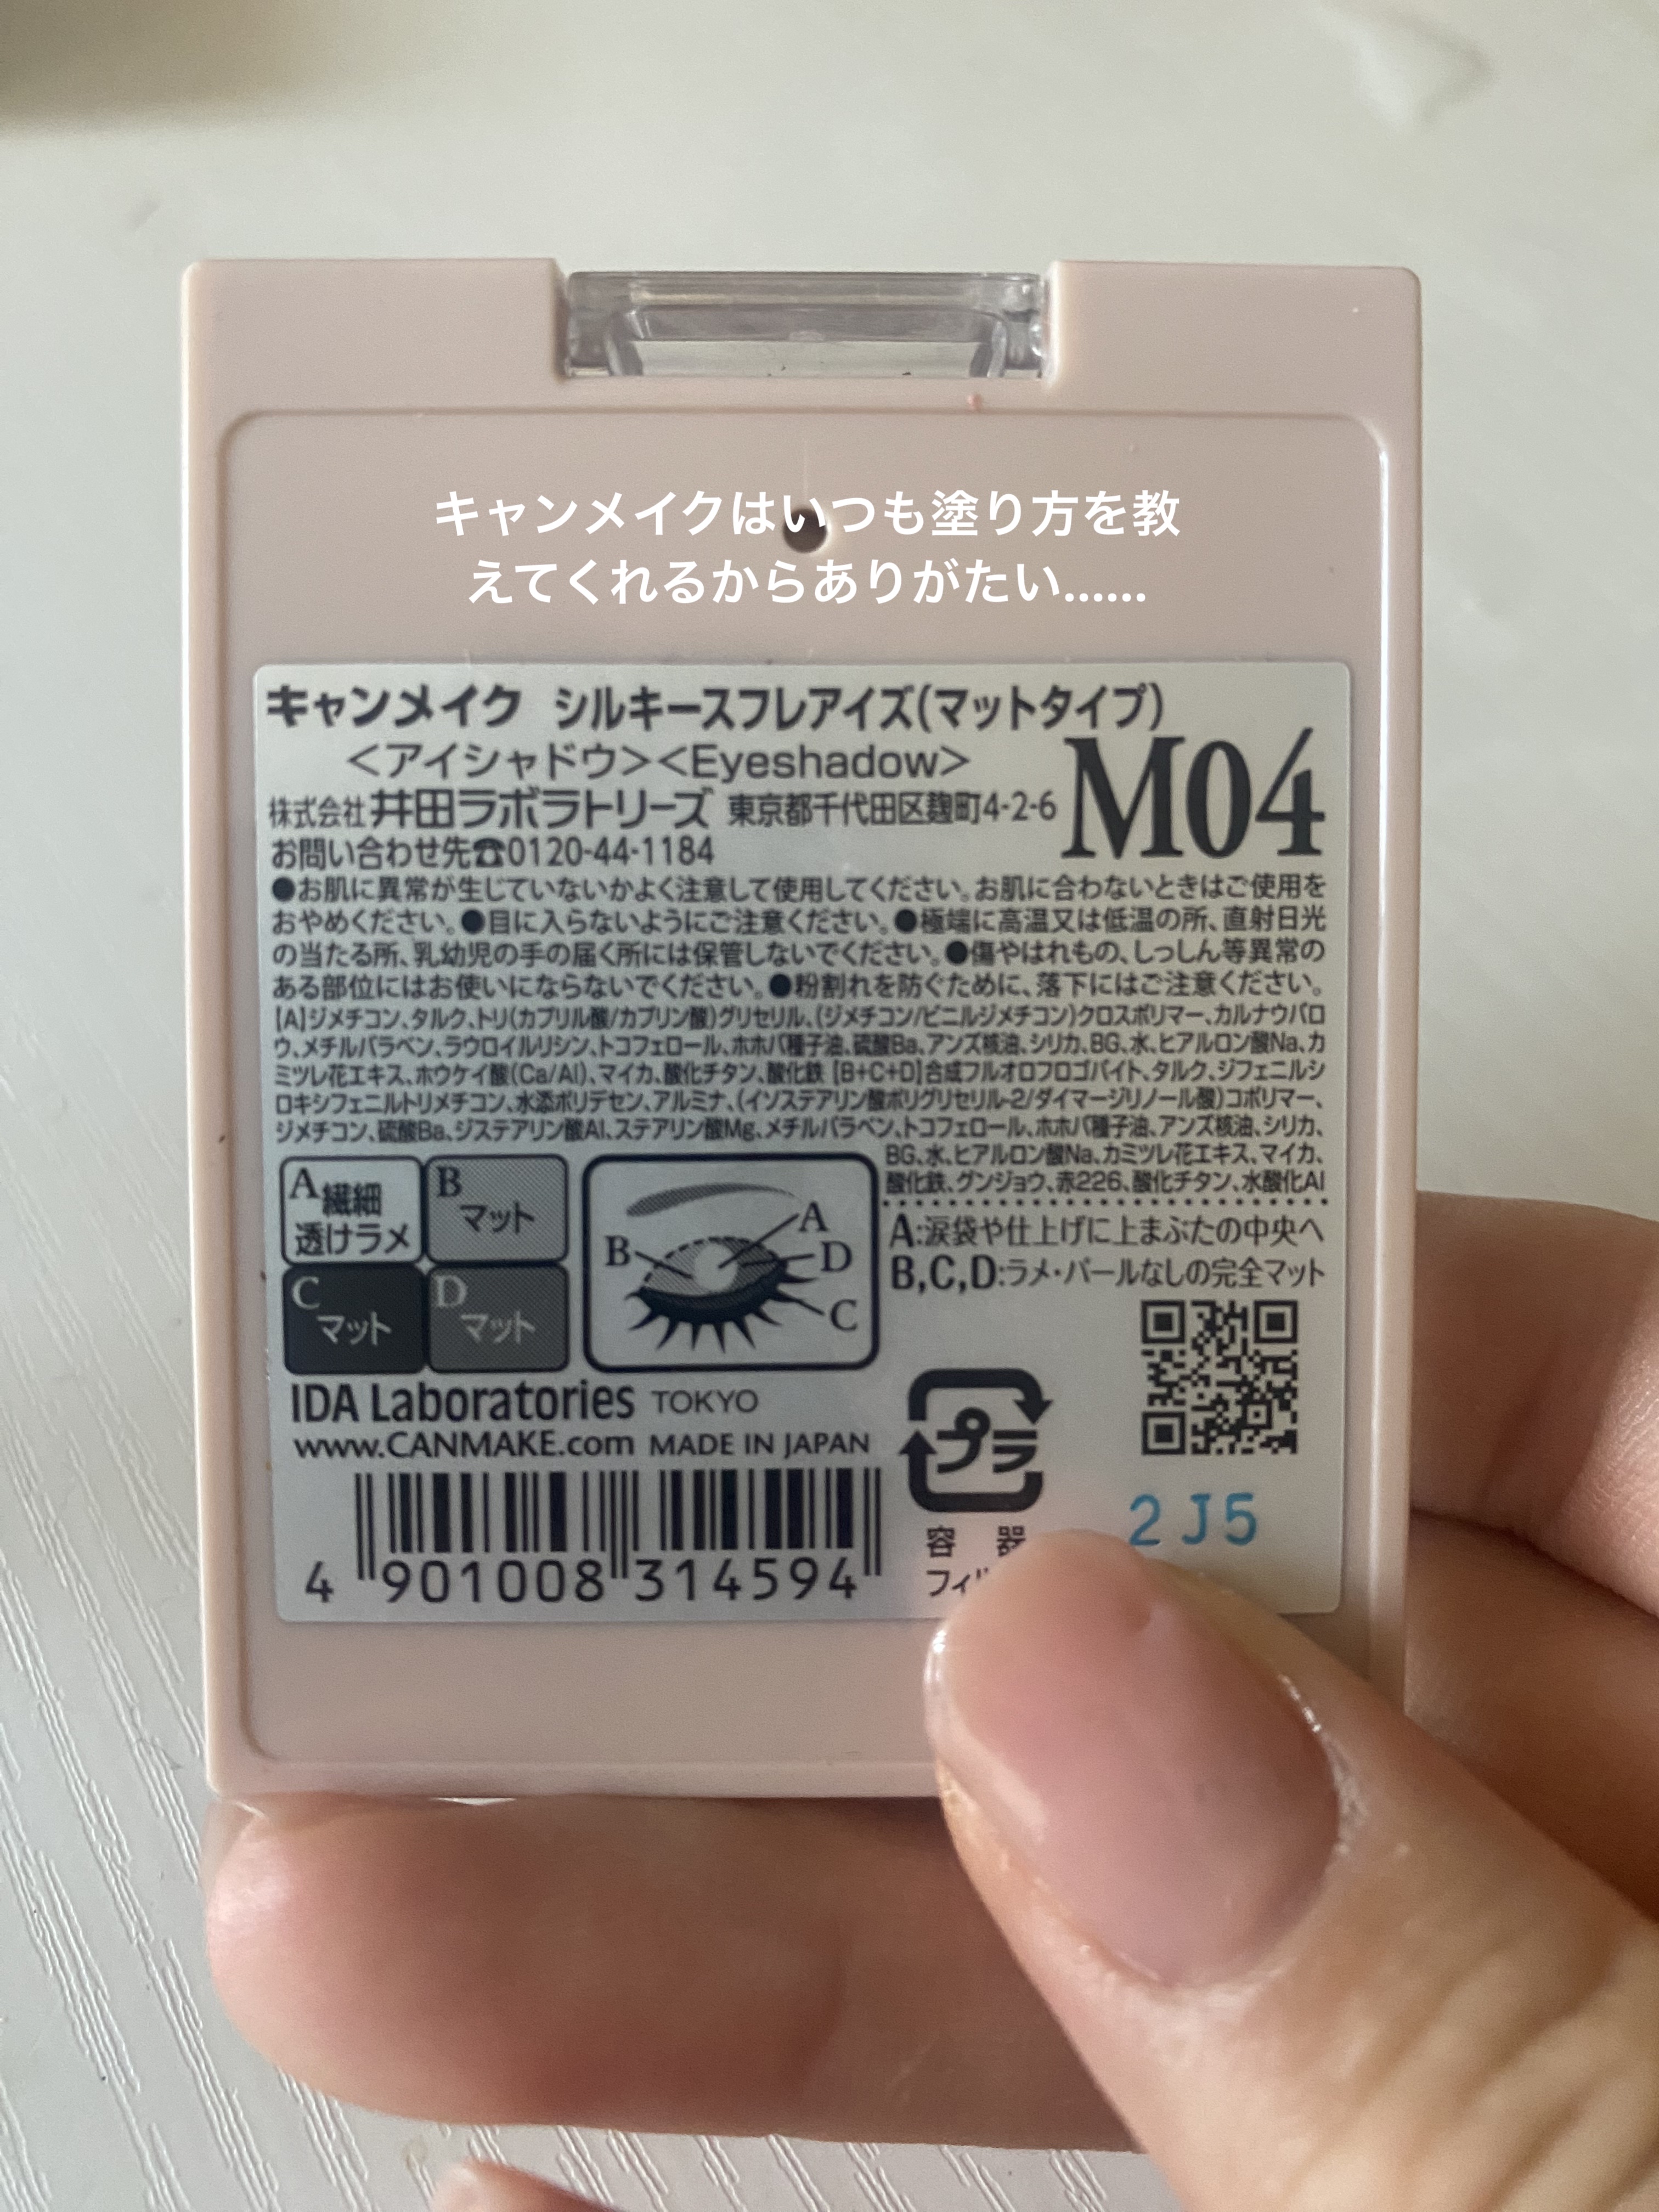 キャンメイクはいつも塗り方を教
えてくれるからありがたい......
キャンメイク シルキースフレアイズ(マットタイプ)
<アイシャドウ><Eyeshadow>
M04
株式会社井田ラボラトリーズ 東京都千代田区麹町4-2-6
お問い合わせ先☎0120-44-1184
●お肌に異常が生じていないかよく注意して使用してください。お肌に合わないときはご使用を
おやめください。●目に入らないようにご注意ください。●極端に高温又は低温の所、直射日光
の当たる所、乳幼児の手の届く所には保管しないでください。●傷やはれもの、しっしん等異常の
ある部位にはお使いにならないでください。●粉割れを防ぐために、落下にはご注意ください。
[A]ジメチコン、タルク、トリ(カプリル酸/カプリン酸)グリセリル、(ジメチコン/ビニルジメチコン)クロスポリマー、カルナウバロ
ウ、メチルパラベン、ラウロイルリシン、トコフェロール、ホホバ種子油、硫酸Ba、アンズ核油、シリカ、BG、水、ヒアルロン酸Na、カ
ミツレ花エキス、ホウケイ酸(Ca/Al)、マイカ、酸化チタン、酸化鉄 [B+C+D]合成フルオロフロゴパイト、タルク、ジフェニルシ
ロキシフェニルトリメチコン、水添ポリデセン、アルミナ、(イソステアリン酸ポリグリセリル-2/ダイマージリノール酸)コポリマー、
ジメチコン、硫酸Ba、ジステアリン酸Al、ステアリン酸Mg、メチルパラベン、トコフェロール、ホホバ種子油、アンズ核油、シリカ、
BG、水、ヒアルロン酸Na、カミツレ花エキス、マイカ、
酸化鉄、グンジョウ、赤226、酸化チタン、水酸化Al
A 繊細
透けラメ
B
マット
C
マット
D
マット
A
B
D
C
A:涙袋や仕上げに上まぶたの中央へ
B,C,D:ラメ・パールなしの完全マット
IDA Laboratories TOKYO
www.CANMAKE.com MADE IN JAPAN
4 901008 314594
プラ
容 器
2J5